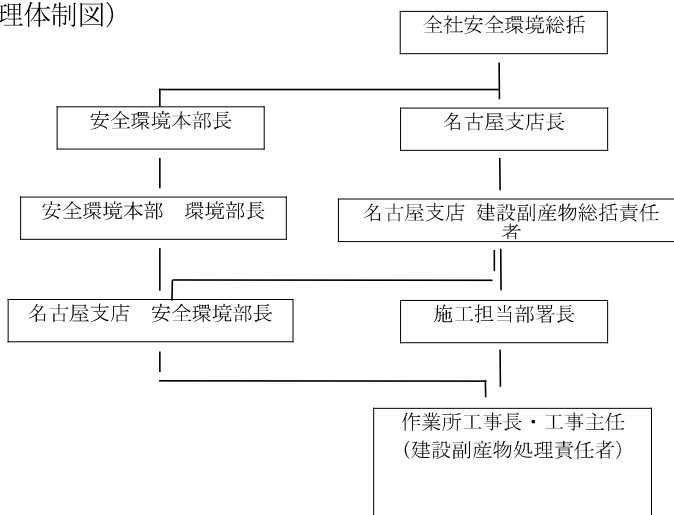 理体制図）
全社安全環境総括
安全環境本部長
名古屋支店長
安全環境本部　環境部長
名古屋支店 建設副産物総括責任
者
名古屋支店　安全環境部長
施工担当部署長
作業所工事長・工事主任
（建設副産物処理責任者）